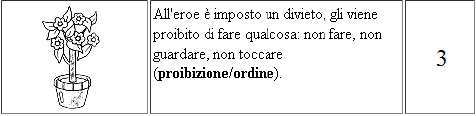 All'eroe è imposto un divieto, gli viene
proibito di fare qualcosa: non fare, non
guardare, non toccare
(proibizione/ordine).
3